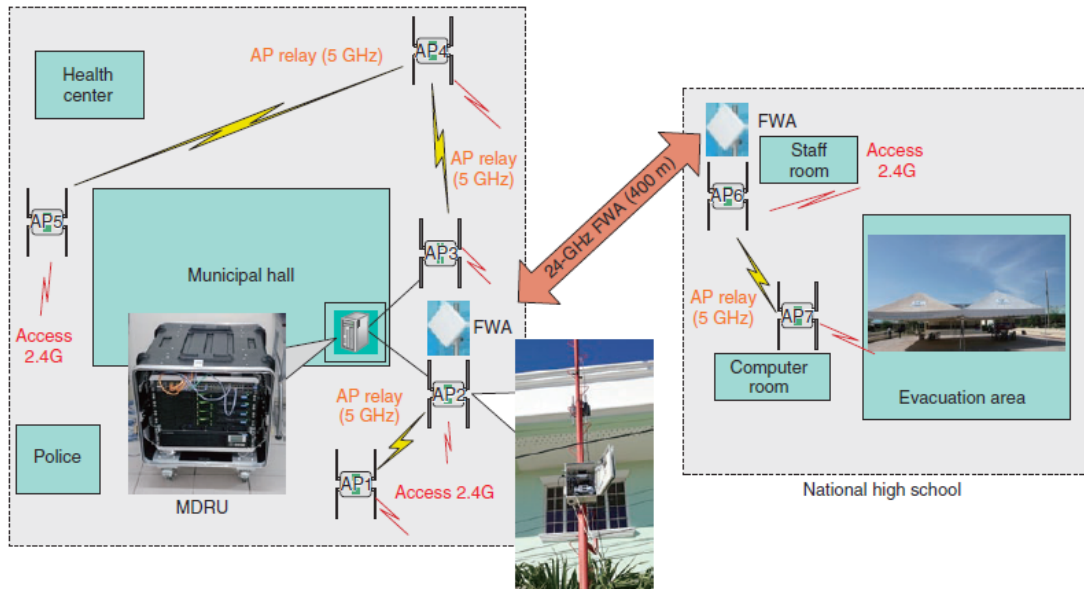 AP4
AP relay (5 GHz)
Health
center
AP relay
(5 GHz)
AP5
Municipal hall
AP3
FWA
Access
2.4G
AP relay
(5 GHz)
AP2
Police
MDRU
AP1
Access 2.4G
24-GHz FWA (400 m)
FWA
Staff
room
Access
2.4G
AP6
AP relay
(5 GHz)
AP7
Computer
room
Evacuation area
National high school